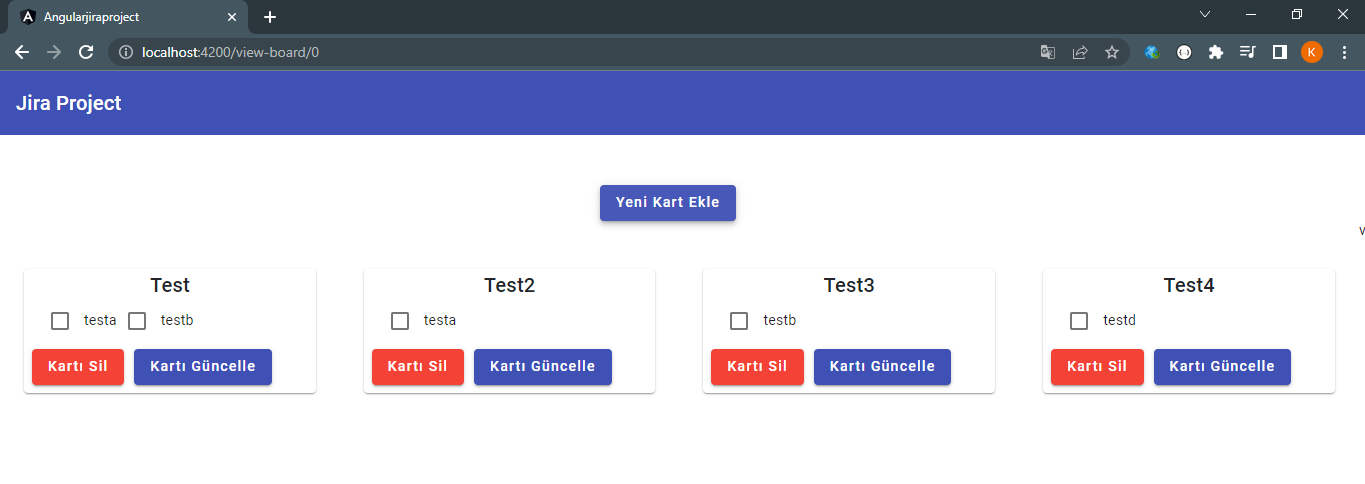 Angularjiraproject
localhost:4200/view-board/0
K
Jira Project
Yeni Kart Ekle
v
Test Test2 Test3 Test4
testa testb testa testb testd
Kartı Sil Kartı Güncelle Kartı Sil Kartı Güncelle Kartı Sil Kartı Güncelle Kartı Sil Kartı Güncelle